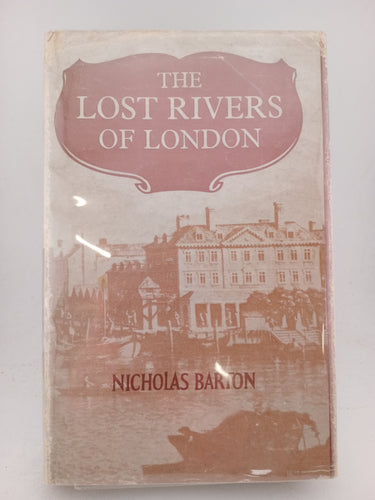 THE
LOST RIVERS
OF LONDON
NICHOLAS BARTON